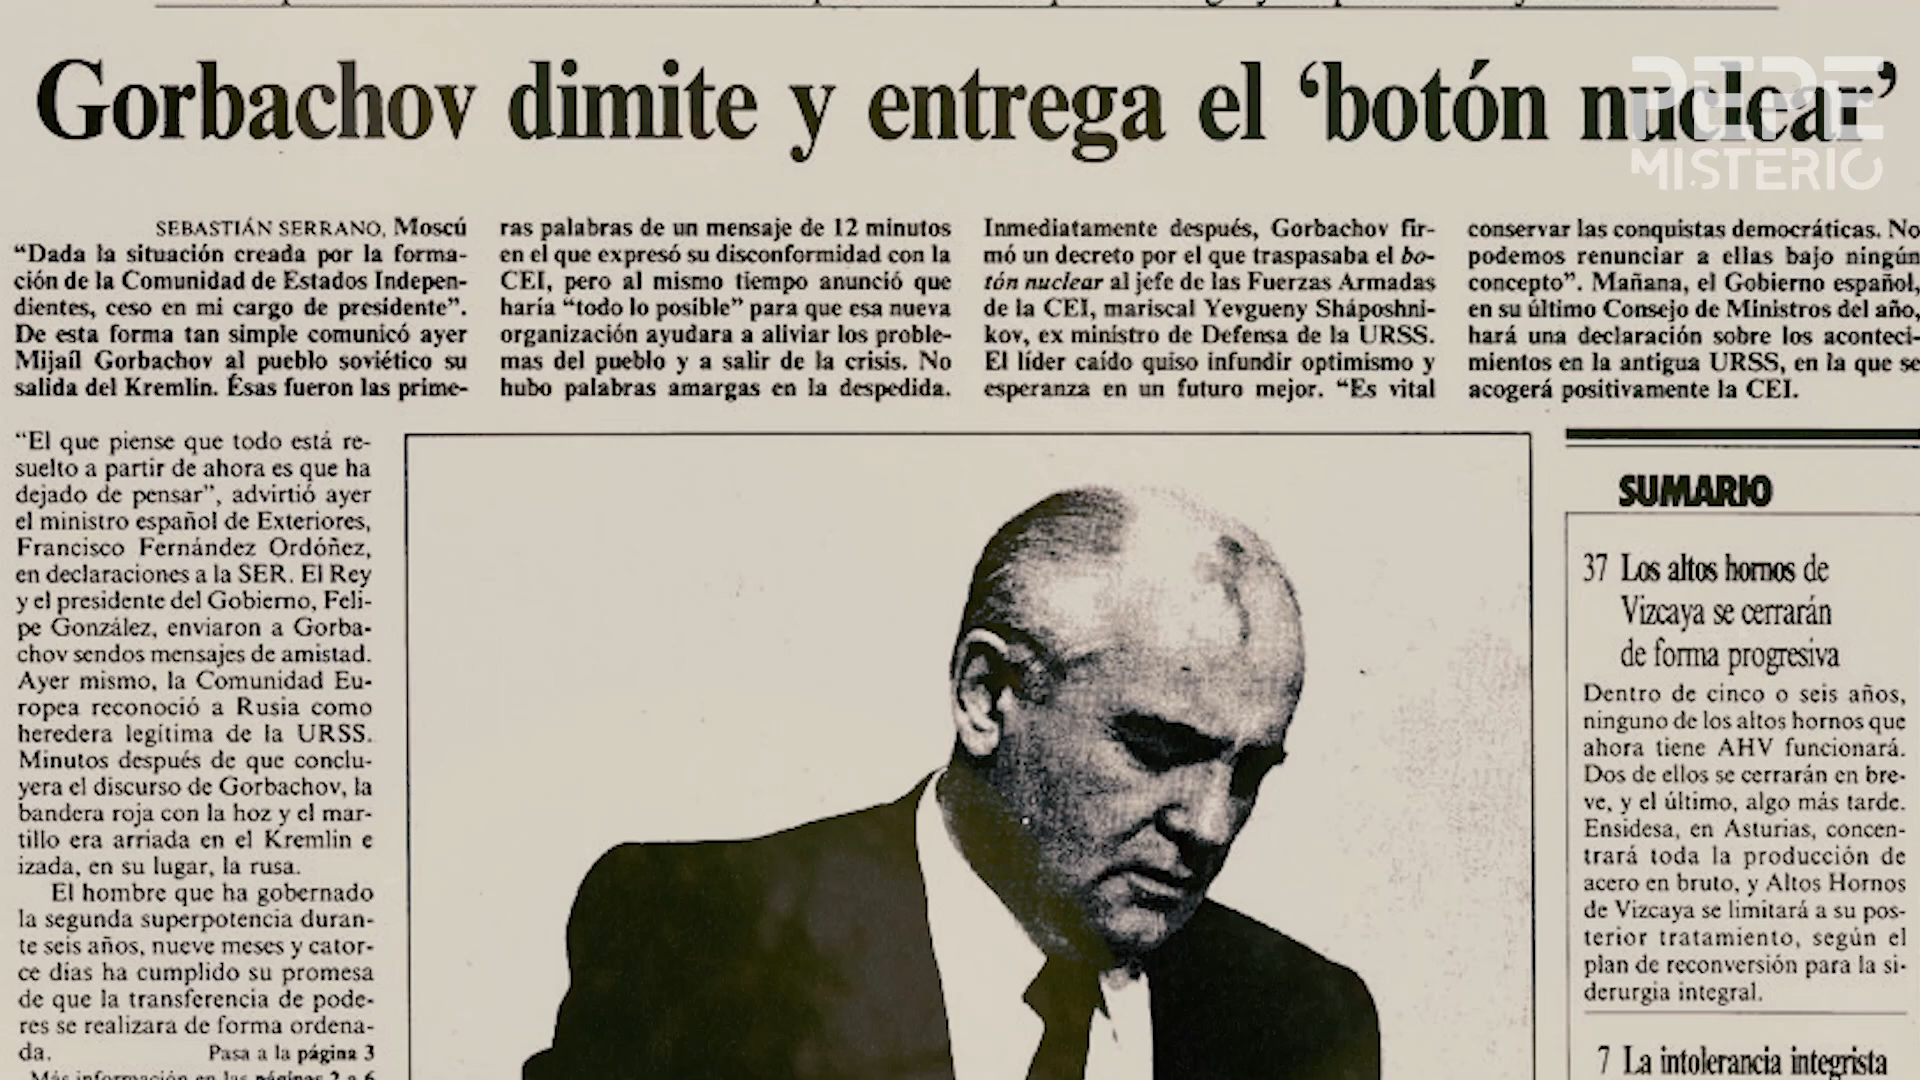 Gorbachov dimite y entrega el ‘botón nuclear’
PEPE
MISTERIO
SEBASTIÁN SERRANO, Moscú
“Dada la situación creada por la forma-
ción de la Comunidad de Estados Indepen-
dientes, ceso en mi cargo de presidente”.
De esta forma tan simple comunicó ayer
Mijaíl Gorbachov al pueblo soviético su
salida del Kremlin. Ésas fueron las prime-
ras palabras de un mensaje de 12 minutos
en el que expresó su disconformidad con la
CEI, pero al mismo tiempo anunció que
haría “todo lo posible” para que esa nueva
organización ayudara a aliviar los proble-
mas del pueblo y a salir de la crisis. No
hubo palabras amargas en la despedida.
Inmediatamente después, Gorbachov fir-
mó un decreto por el que traspasaba el bo-
tón nuclear al jefe de las Fuerzas Armadas
de la CEI, mariscal Yevgueny Sháposhni-
kov, ex ministro de Defensa de la URSS.
El líder caído quiso infundir optimismo y
esperanza en un futuro mejor. “Es vital
conservar las conquistas democráticas. No
podemos renunciar a ellas bajo ningún
concepto”. Mañana, el Gobierno español,
en su último Consejo de Ministros del año,
hará una declaración sobre los aconteci-
mientos en la antigua URSS, en la que se
acogerá positivamente la CEI.
“El que piense que todo está re-
suelto a partir de ahora es que ha
dejado de pensar”, advirtió ayer
el ministro español de Exteriores,
Francisco Fernández Ordóñez,
en declaraciones a la SER. El Rey
y el presidente del Gobierno, Feli-
pe González, enviaron a Gorba-
chov sendos mensajes de amistad.
Ayer mismo, la Comunidad Eu-
ropea reconoció a Rusia como
heredera legítima de la URSS.
Minutos después de que conclu-
yera el discurso de Gorbachov, la
bandera roja con la hoz y el mar-
tillo era arriada en el Kremlin e
izada, en su lugar, la rusa.
El hombre que ha gobernado
la segunda superpotencia duran-
te seis años, nueve meses y cator-
ce días ha cumplido su promesa
de que la transferencia de pode-
res se realizara de forma ordena-
da. Pasa a la página 3
Más información en las páginas 2 a 6
SUMARIO
37 Los altos hornos de
Vizcaya se cerrarán
de forma progresiva
Dentro de cinco o seis años,
ninguno de los altos hornos que
ahora tiene AHV funcionará.
Dos de ellos se cerrarán en bre-
ve, y el último, algo más tarde.
Ensidesa, en Asturias, concen-
trará toda la producción de
acero en bruto, y Altos Hornos
de Vizcaya se limitará a su pos-
terior tratamiento, según el
plan de reconversión para la si-
derurgia integral.
7 La intolerancia integrista